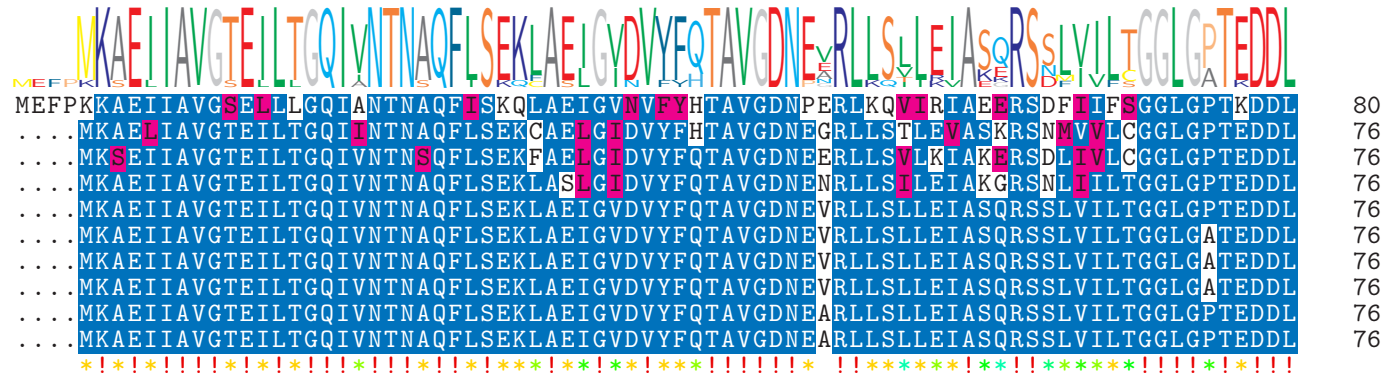 MEFPKKAEIIAVGSELLLGQIANTNAQFISKQLAEIGVNVFYHTAVGDNPERLKQVIRIAEERSDFIIFSGGLGPTKDDL 80
....MKAELIAVGTEILTGQIINTNAQFLSEKCAELGIDVYFHTAVGDNEGRLLSTLEVASKRSNMVVLCGGLGPTEDDL 76
....MKSEIIAVGTEILTGQIVNTNSQFLSEKFAELGIDVYFQTAVGDNEERLLSVLKIAKERSDLIVLCGGLGPTEDDL 76
....MKAEIIAVGTEILTGQIVNTNAQFLSEKLASLGIDVYFQTAVGDNENRLLSILEIAKGRSNLIILTGGLGPTEDDL 76
....MKAEIIAVGTEILTGQIVNTNAQFLSEKLAEIGVDVYFQTAVGDNEVRLLSLLEIASQRSSLVILTGGLGPTEDDL 76
....MKAEIIAVGTEILTGQIVNTNAQFLSEKLAEIGVDVYFQTAVGDNEVRLLSLLEIASQRSSLVILTGGLGATEDDL 76
....MKAEIIAVGTEILTGQIVNTNAQFLSEKLAEIGVDVYFQTAVGDNEVRLLSLLEIASQRSSLVILTGGLGATEDDL 76
....MKAEIIAVGTEILTGQIVNTNAQFLSEKLAEIGVDVYFQTAVGDNEVRLLSLLEIASQRSSLVILTGGLGATEDDL 76
....MKAEIIAVGTEILTGQIVNTNAQFLSEKLAEIGVDVYFQTAVGDNEARLLSLLEIASQRSSLVILTGGLGPTEDDL 76
....MKAEIIAVGTEILTGQIVNTNAQFLSEKLAEIGVDVYFQTAVGDNEARLLSLLEIASQRSSLVILTGGLGPTEDDL 76